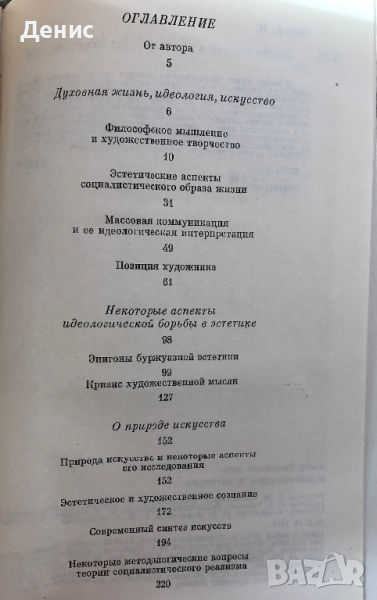 Денис
ОГЛАВЛЕНИЕ
От автора
5
Духовная жизнь, идеология, искусство
6
Философское мышление
и художественное творчество
10
Эстетические аспекты
социалистического образа жизни
31
Массовая коммуникация
и ее идеологическая интерпретация
49
Позиция художника
61
Некоторые аспекты
идеологической борьбы в эстетике
98
Эпигоны буржуазной эстетики
99
Кризис художественной мысли
127
О природе искусства
152
Природа искусства и некоторые аспекты
его исследования
152
Эстетическое и художественное сознание
172
Современный синтез искусств
194
Некоторые методологические вопросы
теории социалистического реализма
220
BAZAR